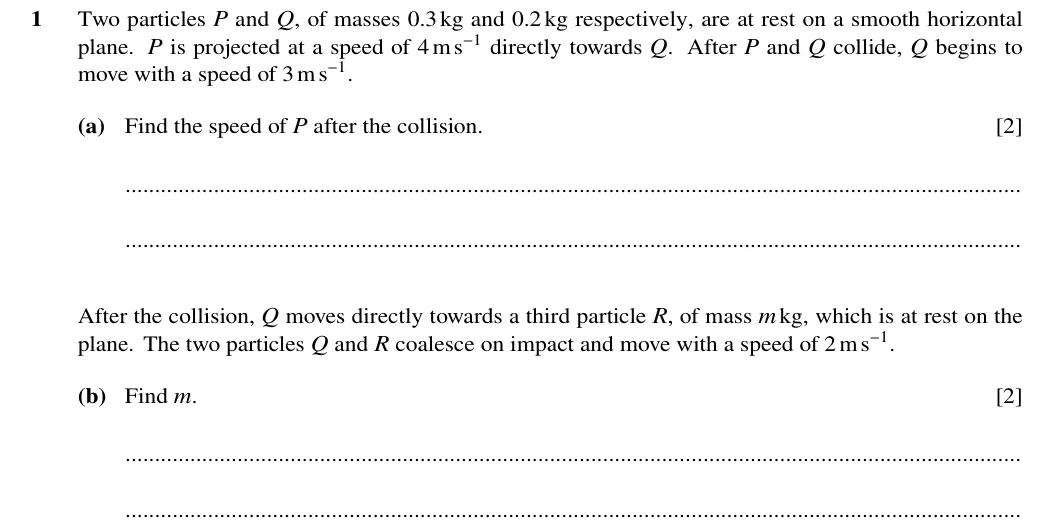 1 Two particles P and Q, of masses 0.3 kg and 0.2 kg respectively, are at rest on a smooth horizontal
plane. P is projected at a speed of 4 m s⁻¹ directly towards Q. After P and Q collide, Q begins to
move with a speed of 3 m s⁻¹.
(a) Find the speed of P after the collision. [2]
................................................................................
................................................................................
After the collision, Q moves directly towards a third particle R, of mass m kg, which is at rest on the
plane. The two particles Q and R coalesce on impact and move with a speed of 2 m s⁻¹.
(b) Find m. [2]
................................................................................
................................................................................